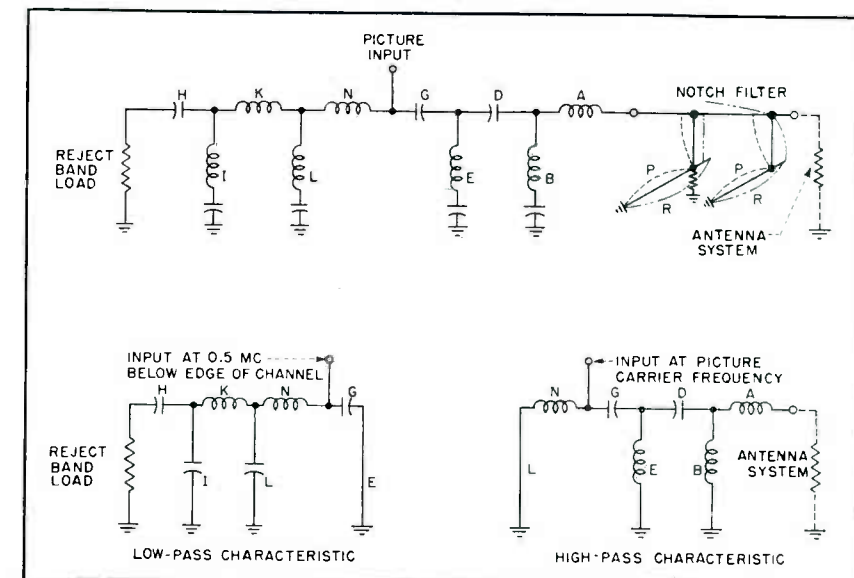 PICTURE
INPUT
H
K
N
G
D
A
NOTCH FILTER
REJECT
BAND
LOAD
I
L
E
B
P
R
P
R
ANTENNA
SYSTEM
INPUT AT 0.5 MC
BELOW EDGE OF CHANNEL
H
K
N
G
REJECT
BAND
LOAD
I
L
E
LOW-PASS CHARACTERISTIC
INPUT AT PICTURE
CARRIER FREQUENCY
N
G
D
A
L
E
B
ANTENNA
SYSTEM
HIGH-PASS CHARACTERISTIC